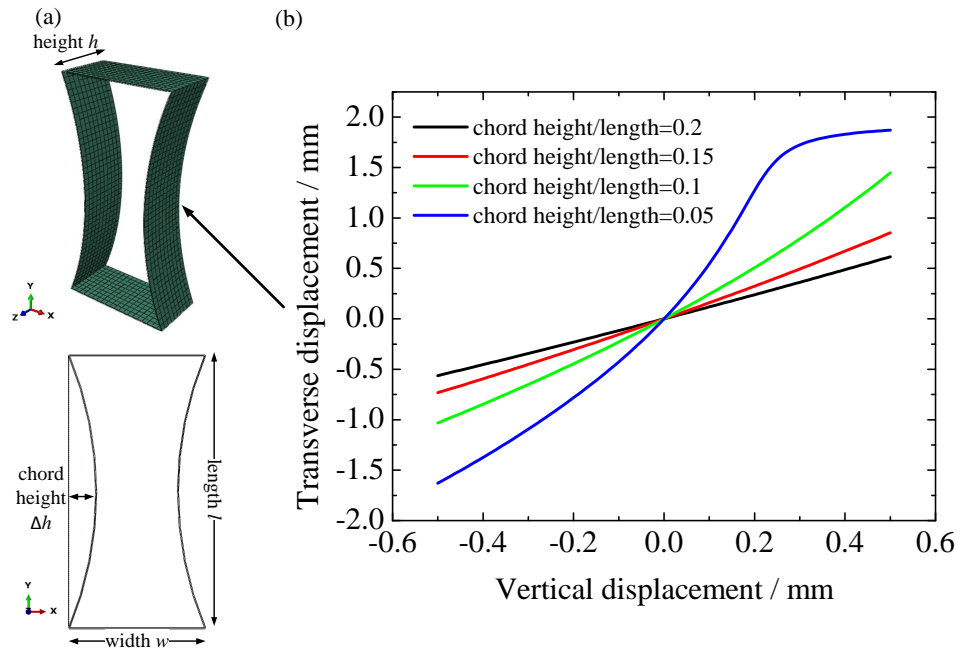 (a)
height h
Y
Z
X
chord
height
Δh
length l
Y
X
width w
(b)
Transverse displacement / mm
2.0
1.5
1.0
0.5
0.0
-0.5
-1.0
-1.5
-2.0
chord height/length=0.2
chord height/length=0.15
chord height/length=0.1
chord height/length=0.05
-0.6 -0.4 -0.2 0.0 0.2 0.4 0.6
Vertical displacement / mm